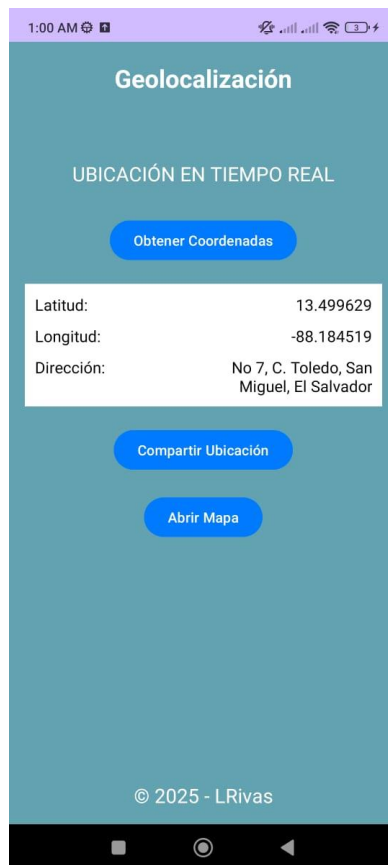 1:00 AM 3
Geolocalización
UBICACIÓN EN TIEMPO REAL
Obtener Coordenadas
Latitud: 13.499629
Longitud: -88.184519
Dirección: No 7, C. Toledo, San
Miguel, El Salvador
Compartir Ubicación
Abrir Mapa
© 2025 - LRivas